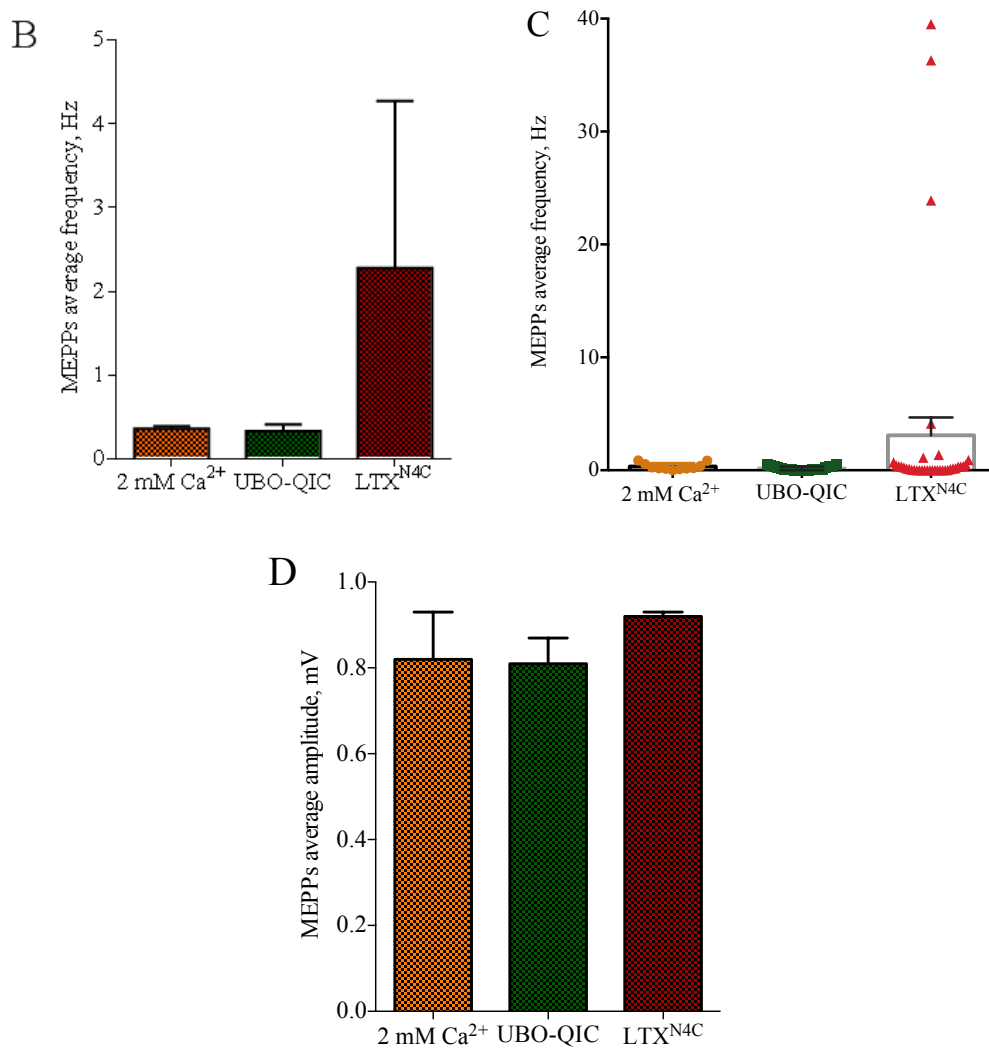 B
MEPPs average frequency, Hz
5
4
3
2
1
0
2 mM Ca²⁺ UBO-QIC LTXᴺ⁴ᶜ
C
MEPPs average frequency, Hz
40
30
20
10
0
2 mM Ca²⁺ UBO-QIC LTXᴺ⁴ᶜ
D
MEPPs average amplitude, mV
1.0
0.8
0.6
0.4
0.2
0.0
2 mM Ca²⁺ UBO-QIC LTXᴺ⁴ᶜ